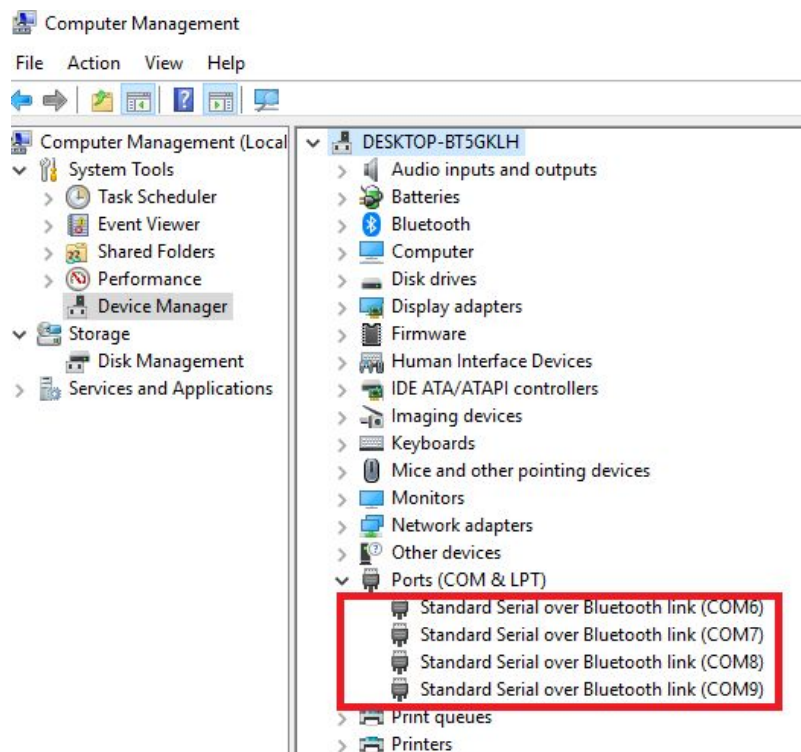 Computer Management
File Action View Help
Computer Management (Local
System Tools
Task Scheduler
Event Viewer
Shared Folders
Performance
Device Manager
Storage
Disk Management
Services and Applications
DESKTOP-BT5GKLH
Audio inputs and outputs
Batteries
Bluetooth
Computer
Disk drives
Display adapters
Firmware
Human Interface Devices
IDE ATA/ATAPI controllers
Imaging devices
Keyboards
Mice and other pointing devices
Monitors
Network adapters
Other devices
Ports (COM & LPT)
Standard Serial over Bluetooth link (COM6)
Standard Serial over Bluetooth link (COM7)
Standard Serial over Bluetooth link (COM8)
Standard Serial over Bluetooth link (COM9)
Print queues
Printers